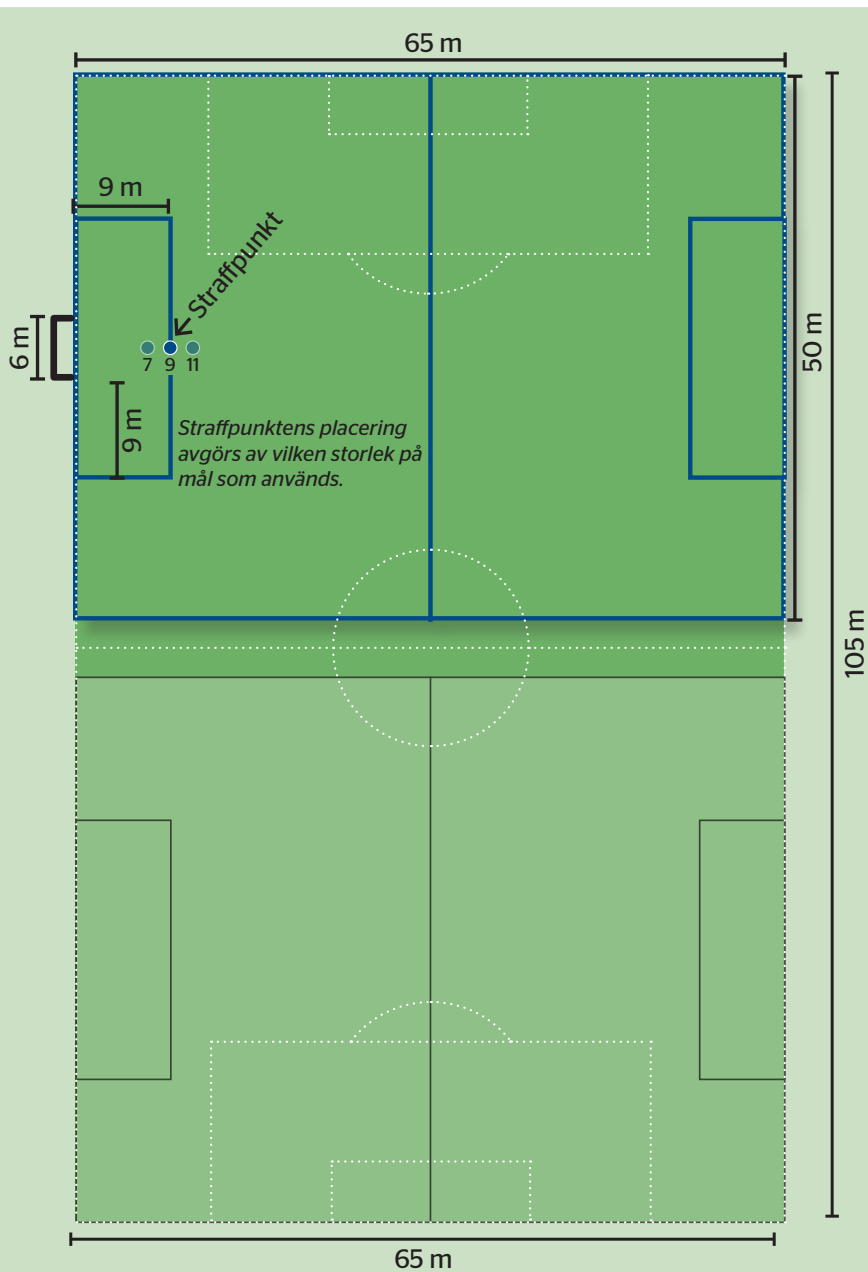 65 m
9 m
Straffpunkt
6 m
7 9 11
9 m
Straffpunktens placering
avgörs av vilken storlek på
mål som används.
50 m
105 m
65 m